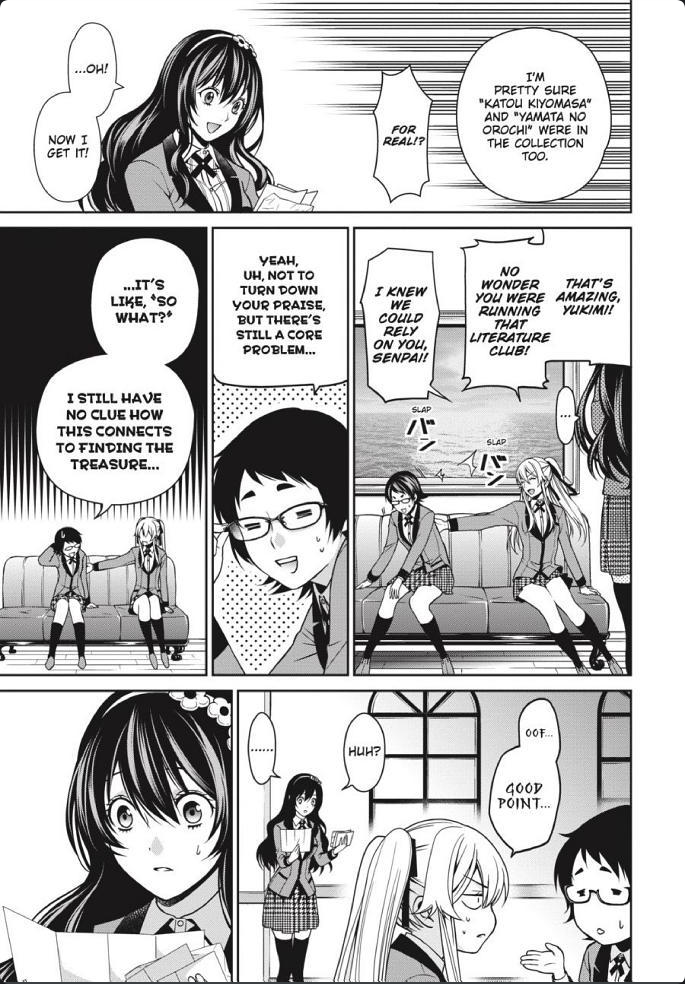 I'M
PRETTY SURE
"KATOU KIYOMASA"
AND "YAMATA NO
OROCHI" WERE IN
THE COLLECTION
TOO.
FOR
REAL!?
...OH!
NOW I
GET IT!
THAT'S
AMAZING,
YUKIMI!
NO
WONDER
YOU WERE
RUNNING
THAT
LITERATURE
CLUB!
I KNEW
WE
COULD
RELY
ON YOU,
SENPAI!
...
SLAP
バン
SLAP
バン
YEAH,
UH, NOT TO
TURN DOWN
YOUR PRAISE,
BUT THERE'S
STILL A CORE
PROBLEM...
...IT'S
LIKE, "SO
WHAT?"
I STILL HAVE
NO CLUE HOW
THIS CONNECTS
TO FINDING THE
TREASURE...
OOF...
GOOD
POINT...
HUH?
......